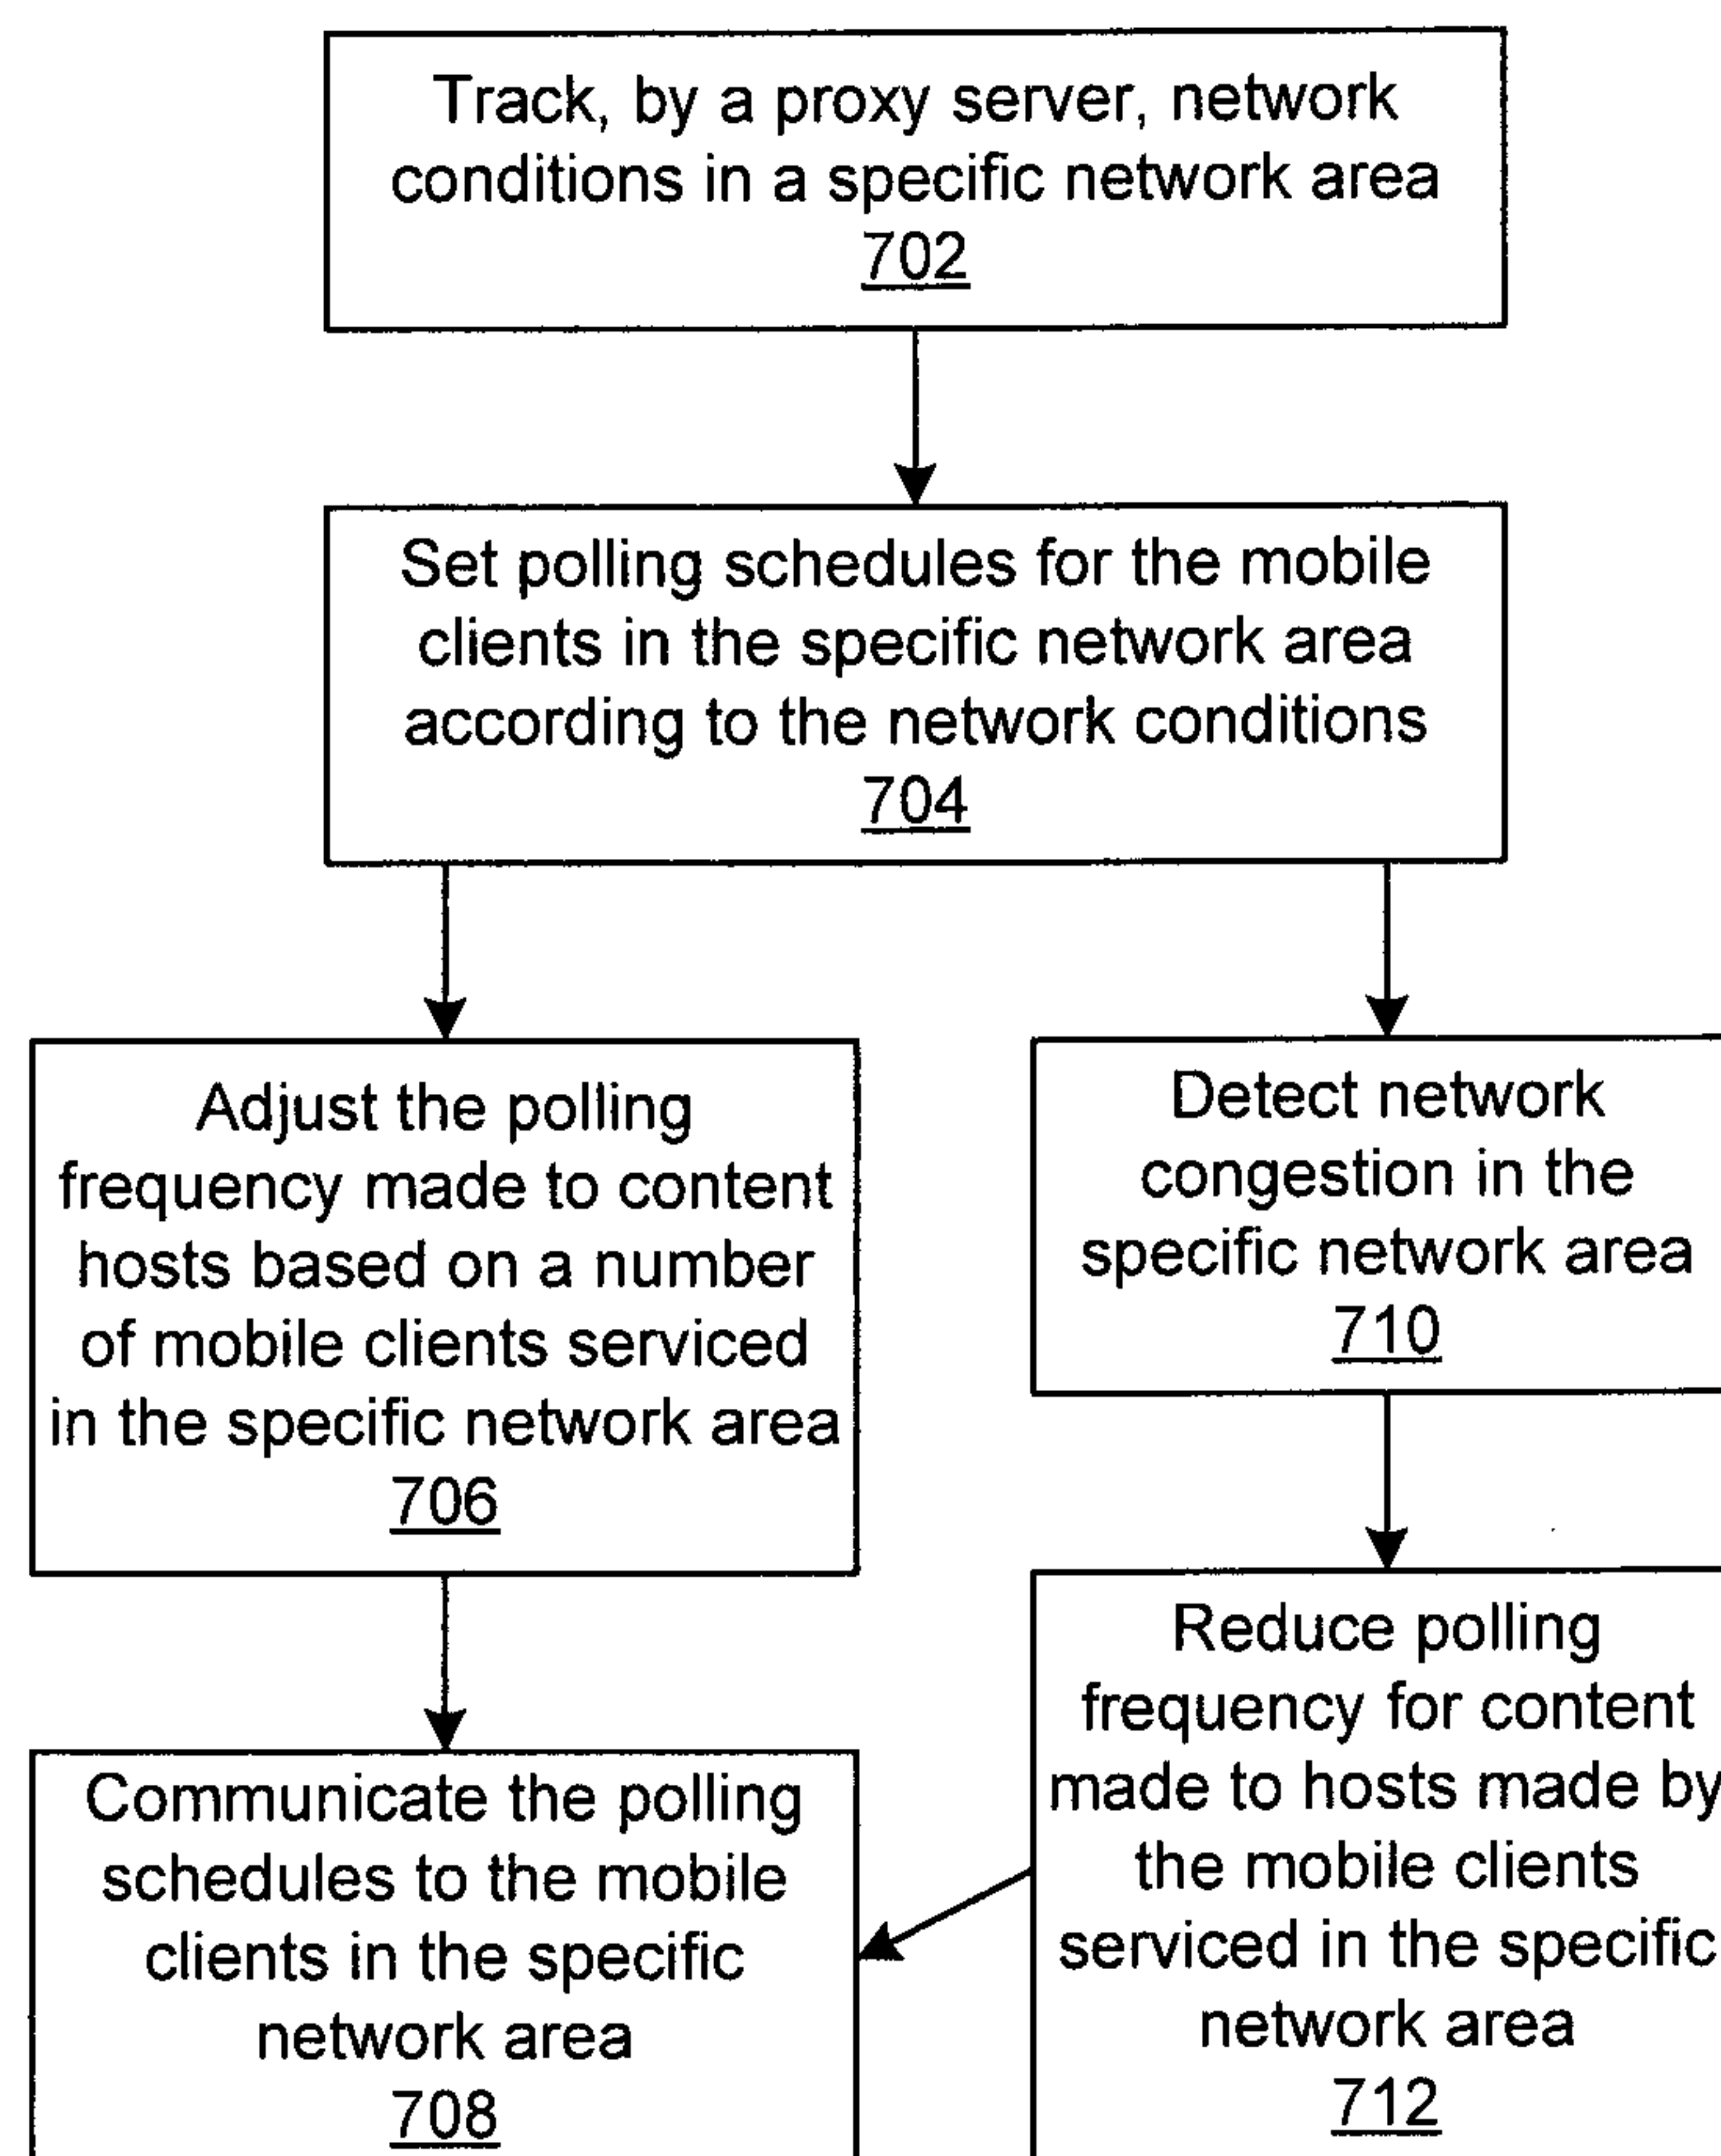 Track, by a proxy server, network
conditions in a specific network area
702
Set polling schedules for the mobile
clients in the specific network area
according to the network conditions
704
Adjust the polling
frequency made to content
hosts based on a number
of mobile clients serviced
in the specific network area
706
Communicate the polling
schedules to the mobile
clients in the specific
network area
708
Detect network
congestion in the
specific network area
710
Reduce polling
frequency for content
made to hosts made by
the mobile clients
serviced in the specific
network area
712